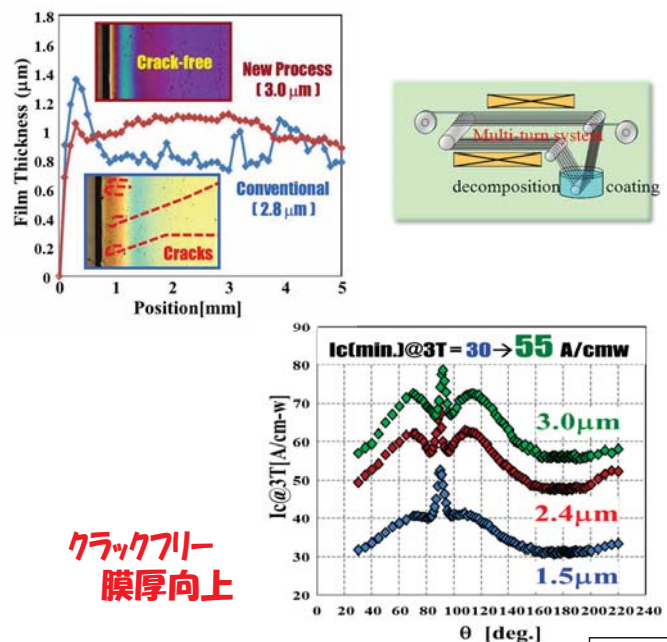 1.8
1.6
1.4
1.2
1
0.8
0.6
0.4
0.2
0
Film Thickness (μm)
Crack-free
New Process
( 3.0 μm )
Conventional
( 2.8 μm )
Cracks
0 1 2 3 4 5
Position[mm]
Multi-turn system
decomposition
coating
90
80
70
60
50
40
30
20
Ic@3T[A/cm-w]
Ic(min.)@3T = 30→55 A/cmw
3.0μm
2.4μm
1.5μm
0 20 40 60 80 100 120 140 160 180 200 220
θ [deg.]
クラックフリー
膜厚向上